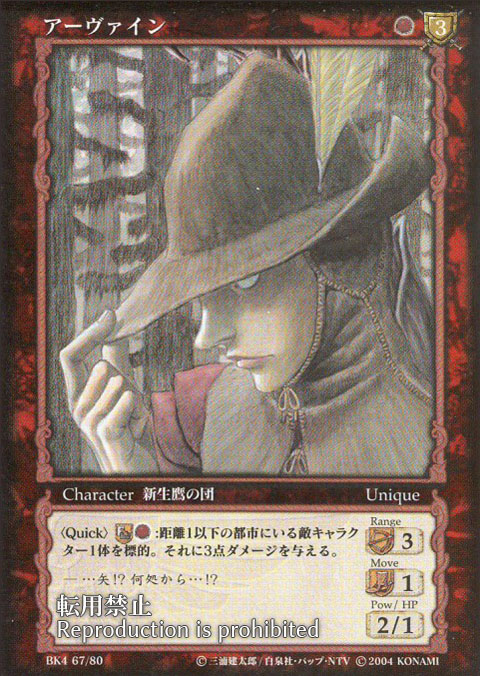 アーヴァイン
3
Character 新生鷹の団 Unique
〈Quick〉 :距離1以下の都市にいる敵キャラク
ター1体を標的。それに3点ダメージを与える。
Range
3
― …矢!? 何処から…!?
Move
1
Pow/ HP
2/1
転用禁止
Reproduction is prohibited
BK4 67/80 ©三浦建太郎/白泉社・バップ・NTV ©2004 KONAMI